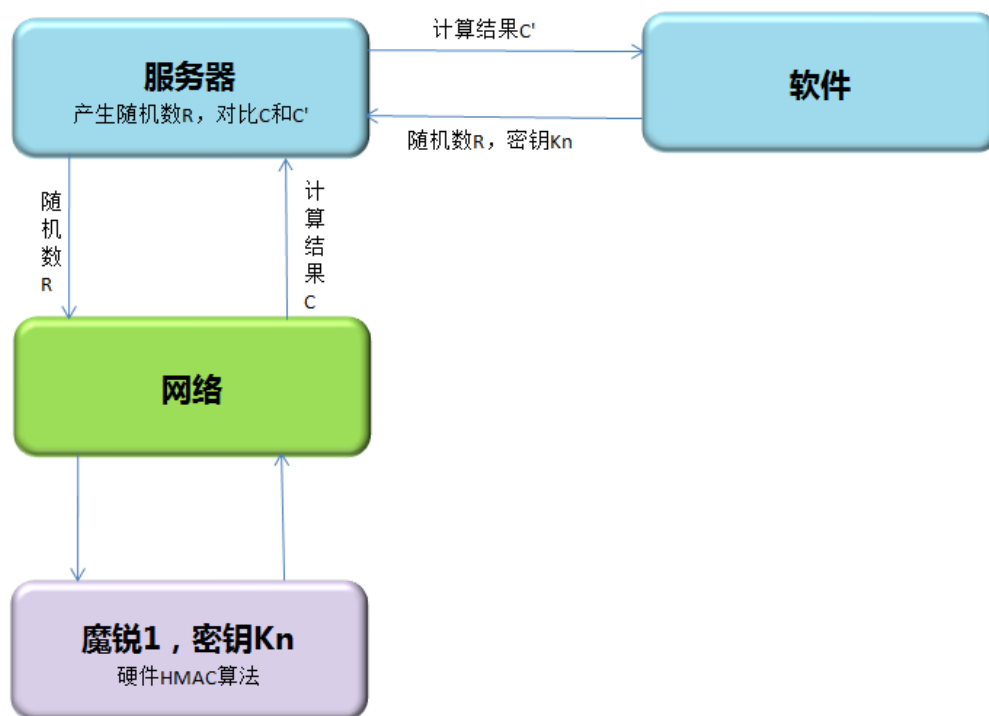 计算结果C'
服务器
产生随机数R，对比C和C'
软件
随机数R，密钥Kn
随机数R
计算结果C
网络
魔锐1，密钥Kn
硬件HMAC算法